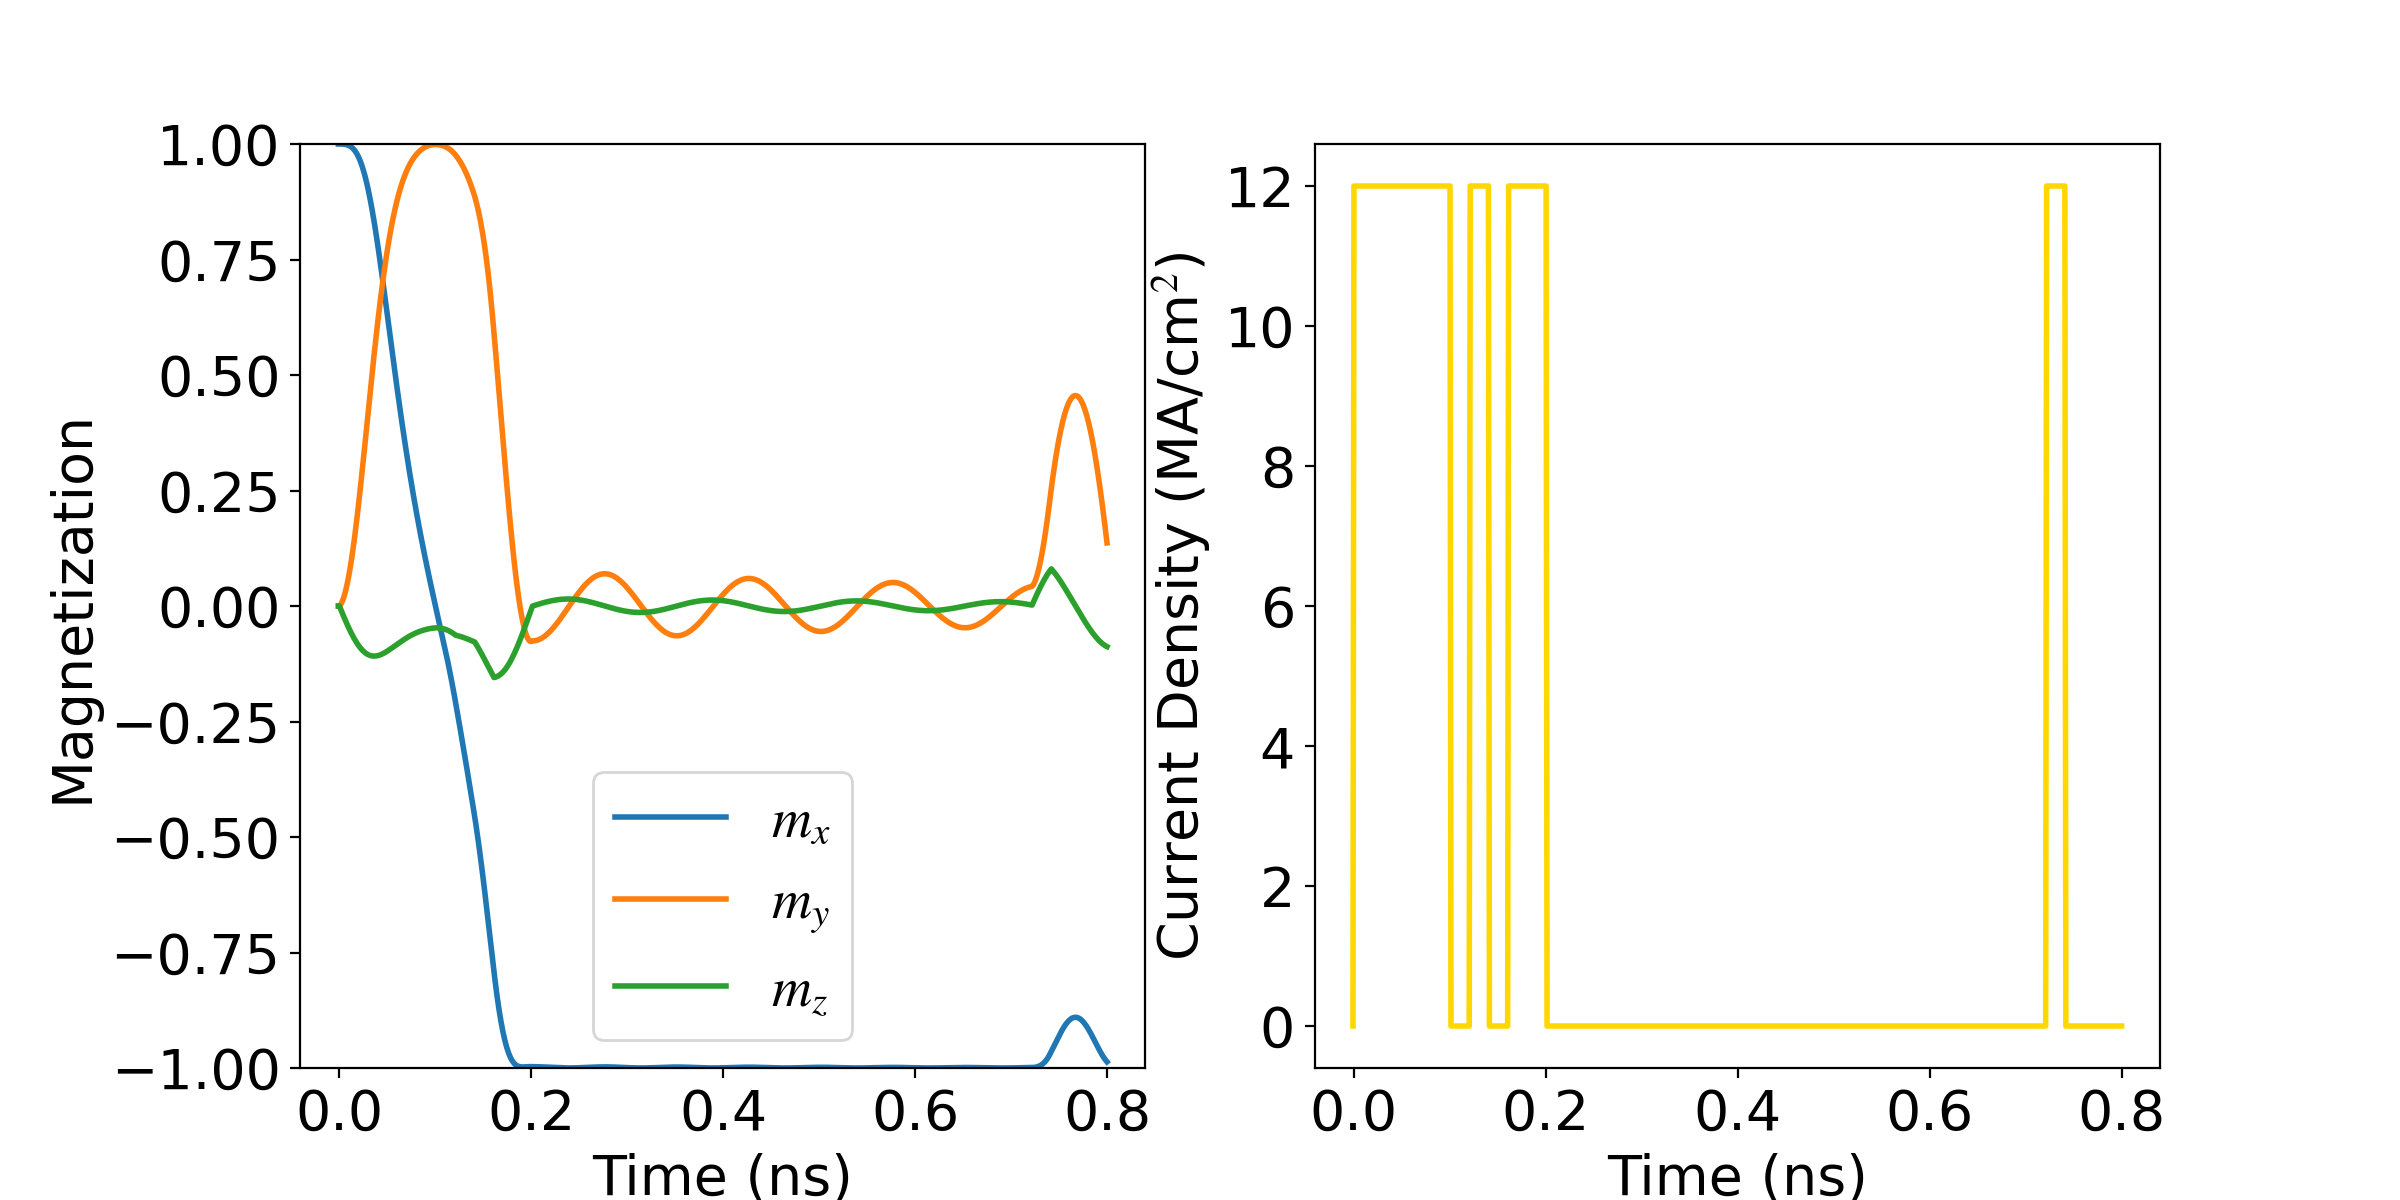 Magnetization
1.00
0.75
0.50
0.25
0.00
−0.25
−0.50
−0.75
−1.00
0.0 0.2 0.4 0.6 0.8
Time (ns)
m_x
m_y
m_z
Current Density (MA/cm²)
12
10
8
6
4
2
0
0.0 0.2 0.4 0.6 0.8
Time (ns)